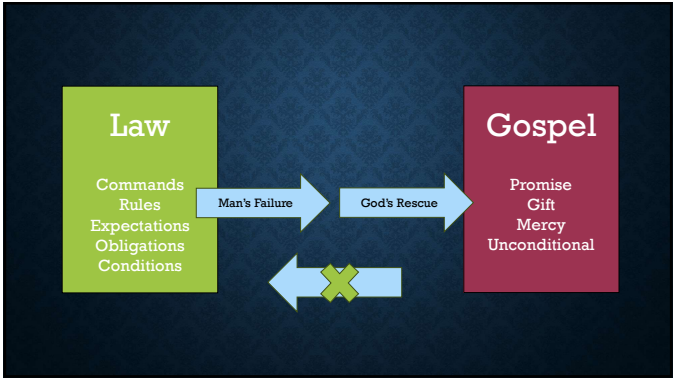 Law
Commands
Rules
Expectations
Obligations
Conditions
Man's Failure
God's Rescue
Gospel
Promise
Gift
Mercy
Unconditional